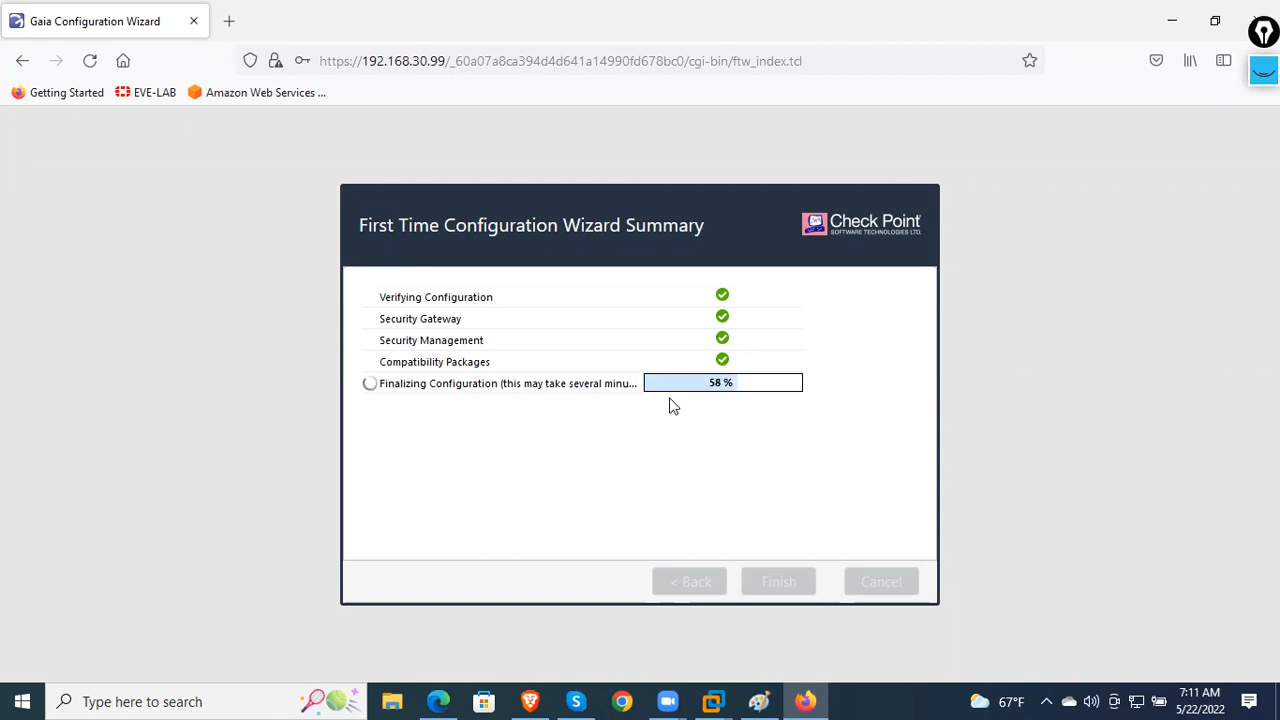 Gaia Configuration Wizard
https://192.168.30.99/_60a07a8ca394d4d641a14990fd678bc0/cgi-bin/ftw_index.tcl
Getting Started
EVE-LAB
Amazon Web Services ...
First Time Configuration Wizard Summary
Check Point
SOFTWARE TECHNOLOGIES LTD.
Verifying Configuration
Security Gateway
Security Management
Compatibility Packages
Finalizing Configuration (this may take several minu...
58 %
< Back
Finish
Cancel
Type here to search
67°F
7:11 AM
5/22/2022